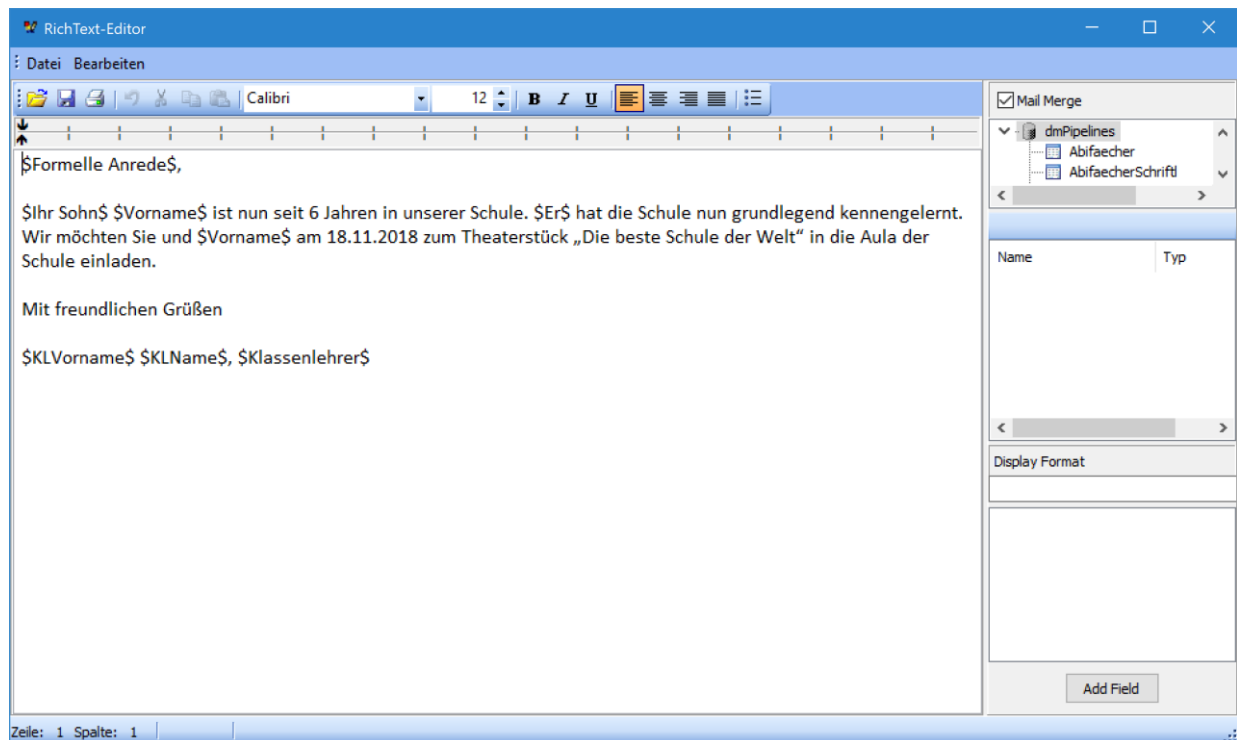 RichText-Editor
Datei Bearbeiten
Calibri 12 B I U
Mail Merge
dmPipelines
Abifaecher
AbifaecherSchriftl
$Formelle Anrede$,
$Ihr Sohn$ $Vorname$ ist nun seit 6 Jahren in unserer Schule. $Er$ hat die Schule nun grundlegend kennengelernt.
Wir möchten Sie und $Vorname$ am 18.11.2018 zum Theaterstück „Die beste Schule der Welt“ in die Aula der
Schule einladen.
Mit freundlichen Grüßen
$KLVorname$ $KLName$, $Klassenlehrer$
Name Typ
Display Format
Add Field
Zeile: 1 Spalte: 1